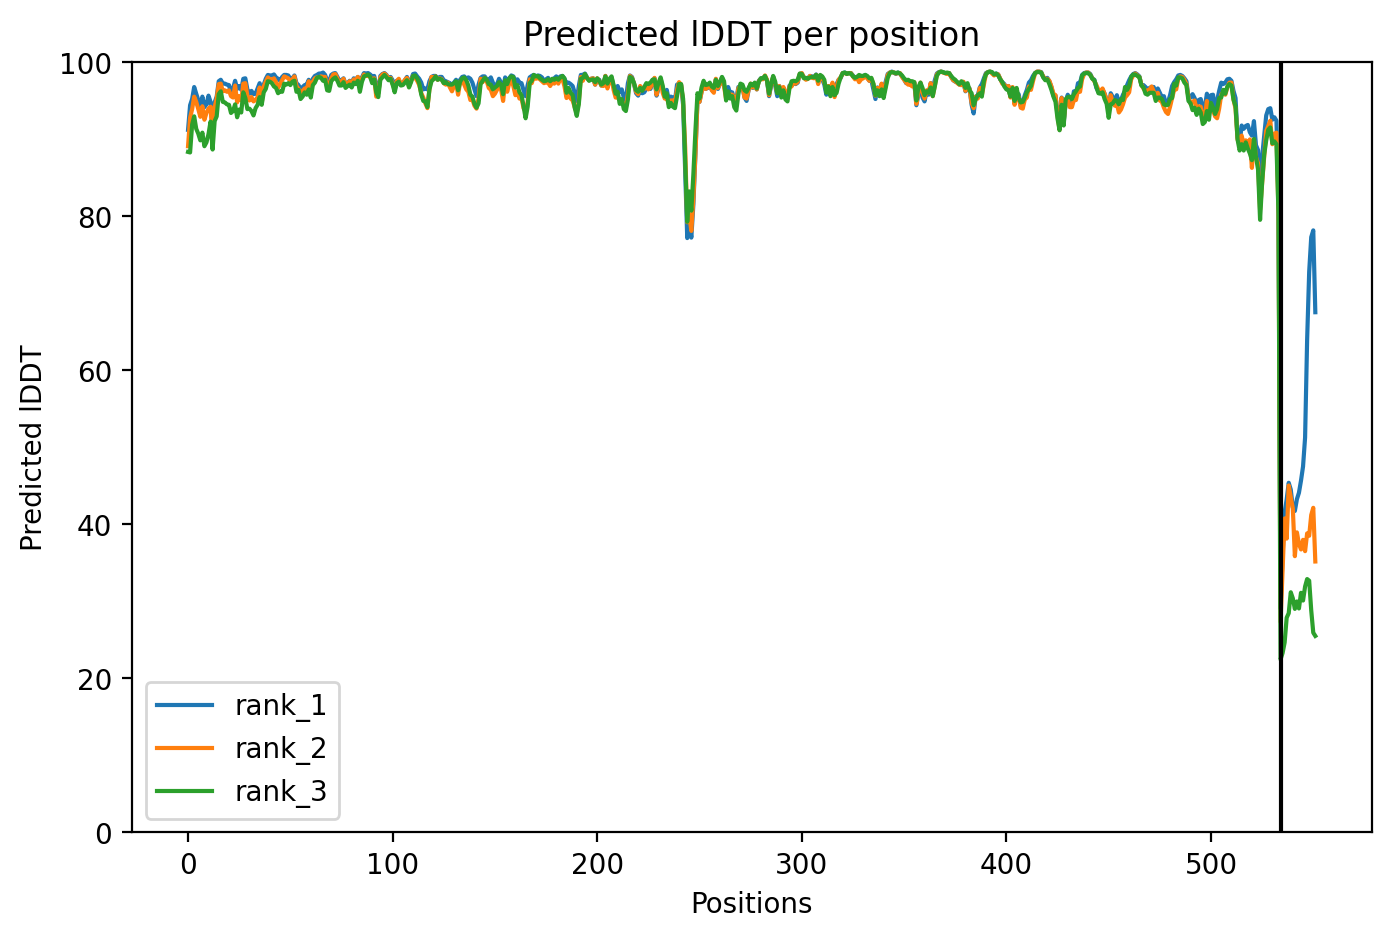 Predicted lDDT per position
100
80
60
40
20
0
Predicted lDDT
rank_1
rank_2
rank_3
0 100 200 300 400 500
Positions